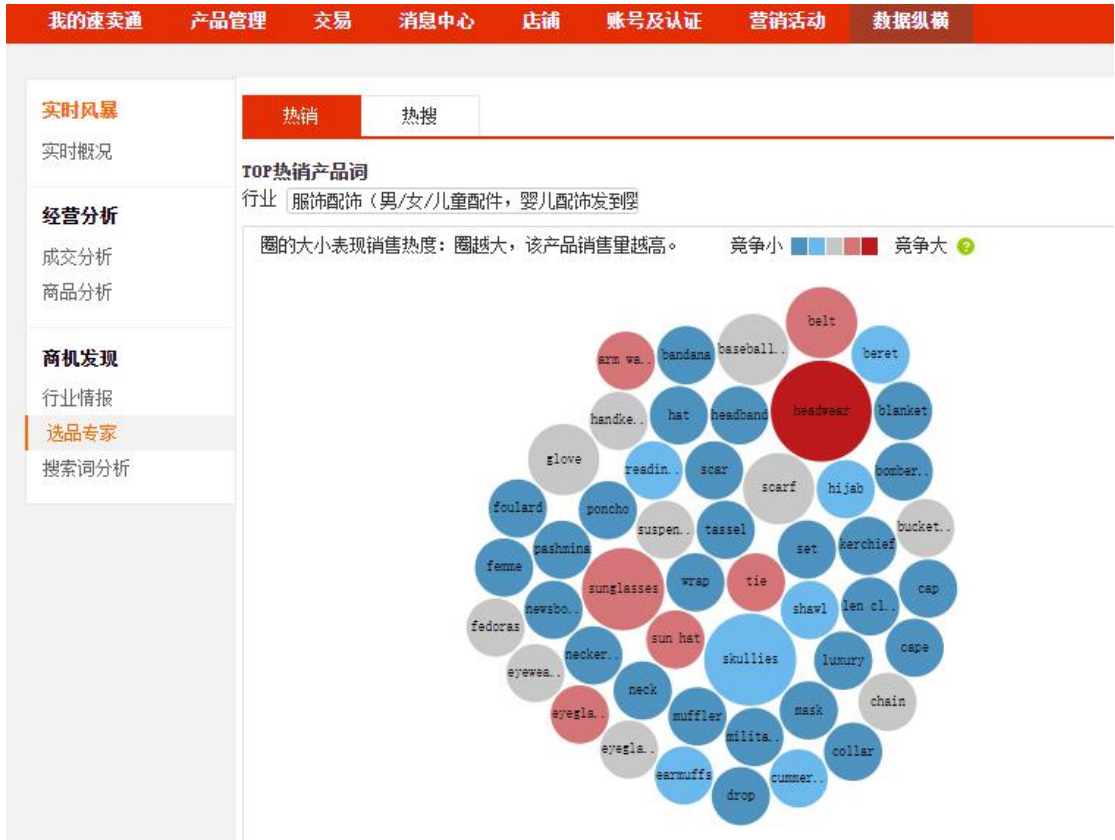 我的速卖通 产品管理 交易 消息中心 店铺 账号及认证 营销活动 数据纵横
实时风暴
实时概况
经营分析
成交分析
商品分析
商机发现
行业情报
选品专家
搜索词分析
热销 热搜
TOP热销产品词
行业 服饰配饰（男/女/儿童配件，婴儿配饰发到婴
圈的大小表现销售热度：圈越大，该产品销售量越高。 竞争小 竞争大 ?
belt
arm wa.. bandana baseball.. beret
handke.. hat headband headwear blanket
glove readin.. scar scarf hijab bomber..
foulard poncho suspen.. tassel set kerchief bucket..
femme pashmina sunglasses wrap tie cap
fedoras newsbo.. sun hat shawl len cl..
eyewea.. necker.. skullies luxury cape
eyegla.. neck muffler mask chain
eyegla.. milita.. collar
earmuffs drop cummer..